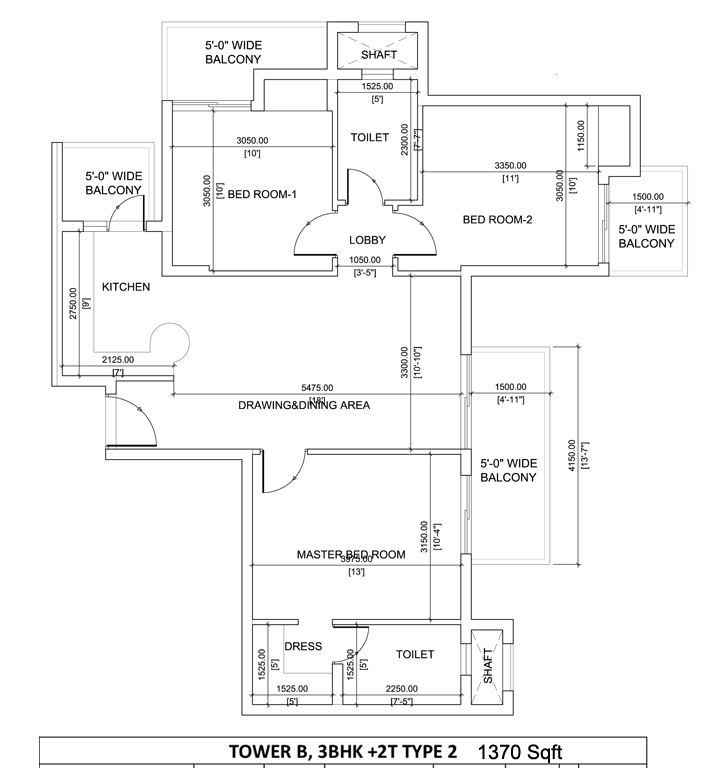 5'-0" WIDE
BALCONY
SHAFT
1525.00
[5']
TOILET
2300.00
[7'-7"]
3050.00
[10']
3050.00
[10']
BED ROOM-1
5'-0" WIDE
BALCONY
1150.00
3350.00
[11']
3050.00
[10']
BED ROOM-2
1500.00
[4'-11"]
5'-0" WIDE
BALCONY
LOBBY
1050.00
[3'-5"]
KITCHEN
2750.00
[9']
2125.00
[7']
3300.00
[10'-10"]
5475.00
[18']
DRAWING&DINING AREA
1500.00
[4'-11"]
5'-0" WIDE
BALCONY
4150.00
[13'-7"]
3150.00
[10'-4"]
MASTER BED ROOM
3975.00
[13']
DRESS
1525.00
[5']
1525.00
[5']
1525.00
[5']
TOILET
2250.00
[7'-5"]
SHAFT
TOWER B, 3BHK +2T TYPE 2 1370 Sqft